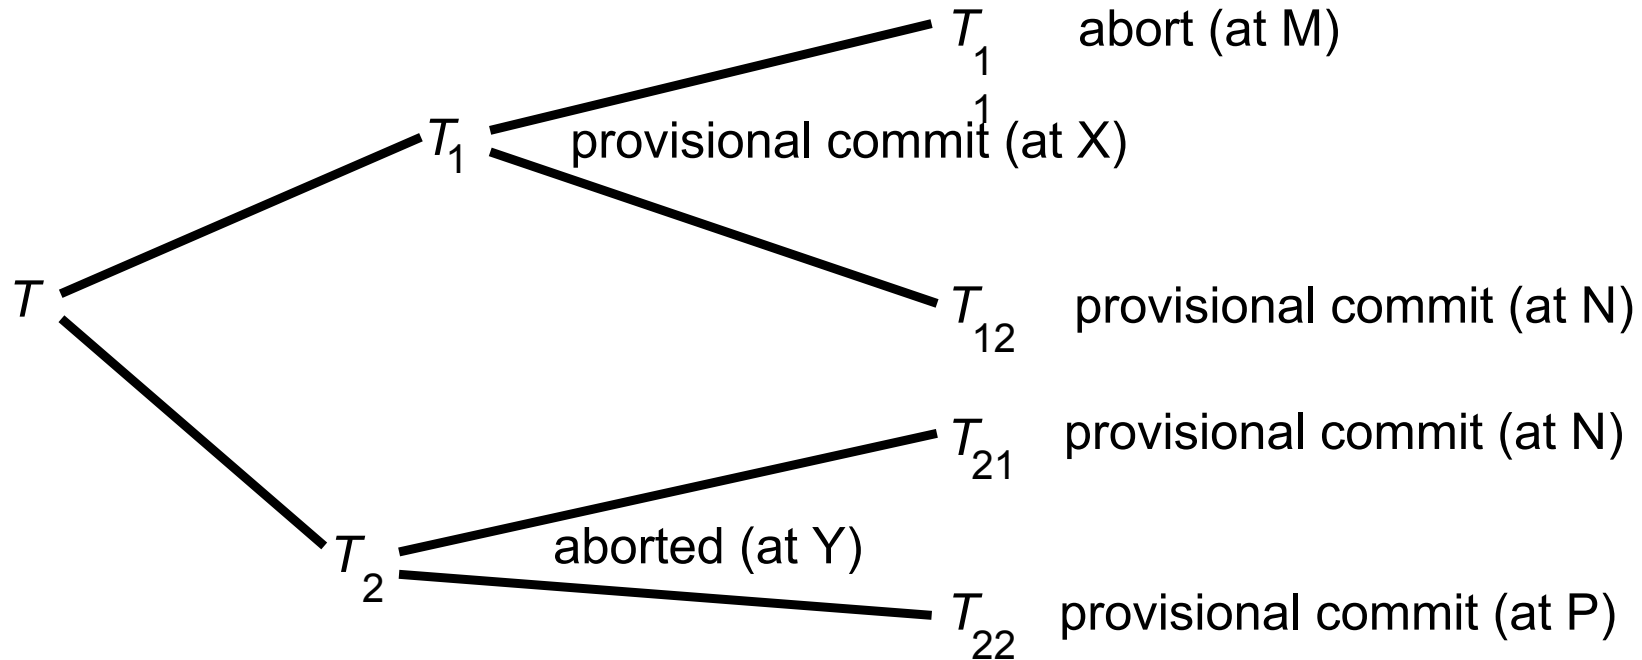 T11 abort (at M)
T1 provisional commit (at X)
T
T12 provisional commit (at N)
T21 provisional commit (at N)
T2 aborted (at Y)
T22 provisional commit (at P)